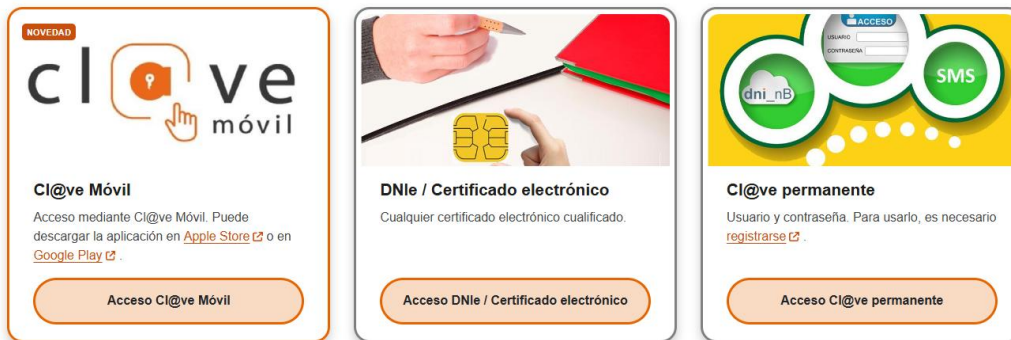 NOVEDAD
cl@ve
móvil
Cl@ve Móvil
Acceso mediante Cl@ve Móvil. Puede
descargar la aplicación en Apple Store o en
Google Play .
Acceso Cl@ve Móvil
DNIe / Certificado electrónico
Cualquier certificado electrónico cualificado.
Acceso DNIe / Certificado electrónico
ACCESO
USUARIO
CONTRASEÑA
dni_nB
SMS
Cl@ve permanente
Usuario y contraseña. Para usarlo, es necesario
registrarse .
Acceso Cl@ve permanente